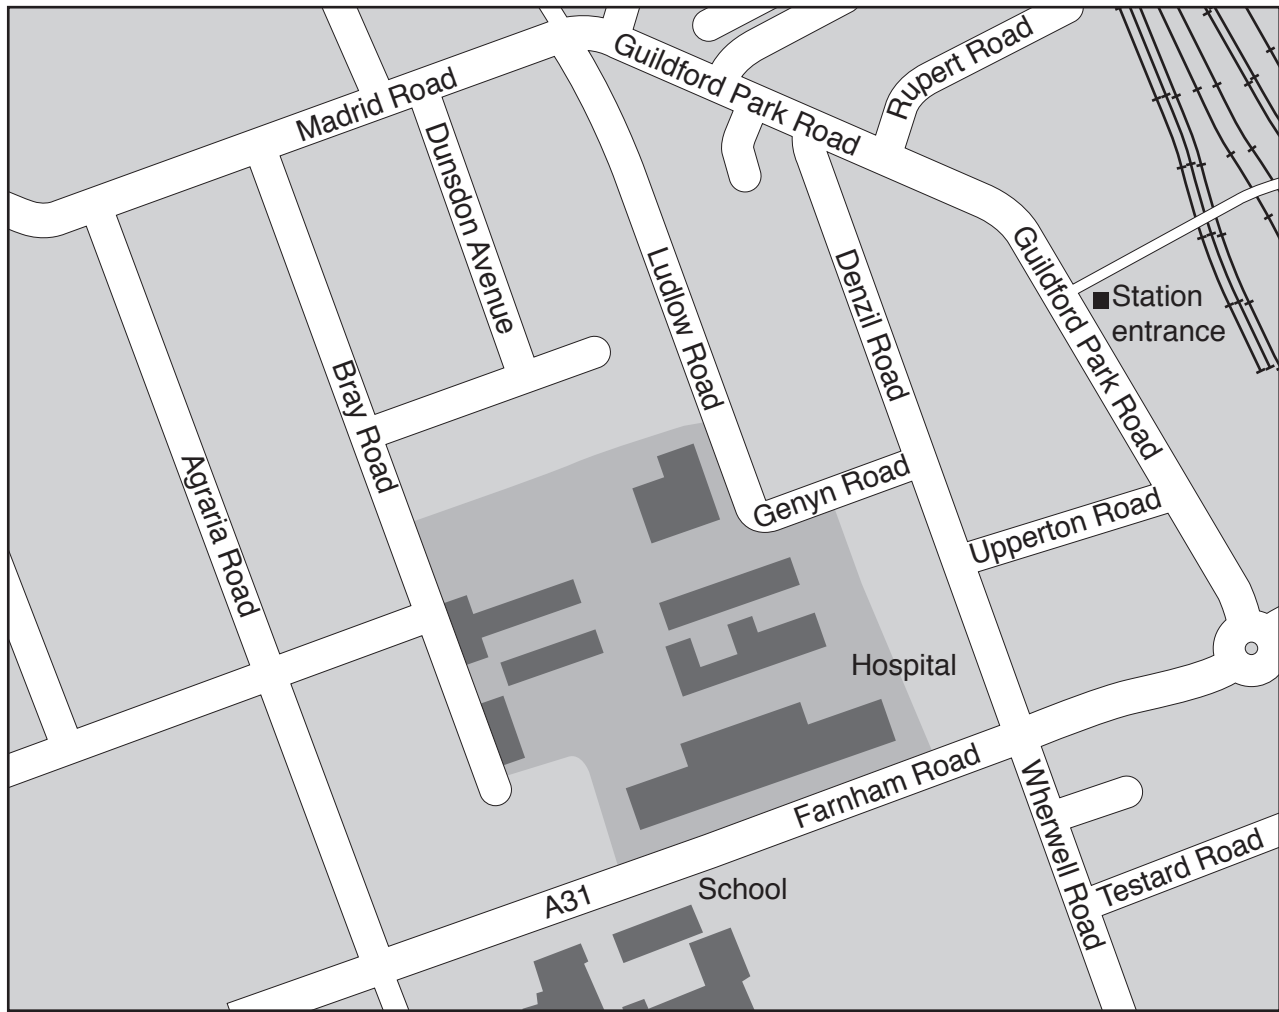 Guildford Park Road
Rupert Road
Madrid Road
Dunsdon Avenue
Ludlow Road
Denzil Road
Guildford Park Road
Station
entrance
Bray Road
Agraria Road
Genyn Road
Upperton Road
Hospital
Farnham Road
Wherwell Road
Testard Road
School
A31